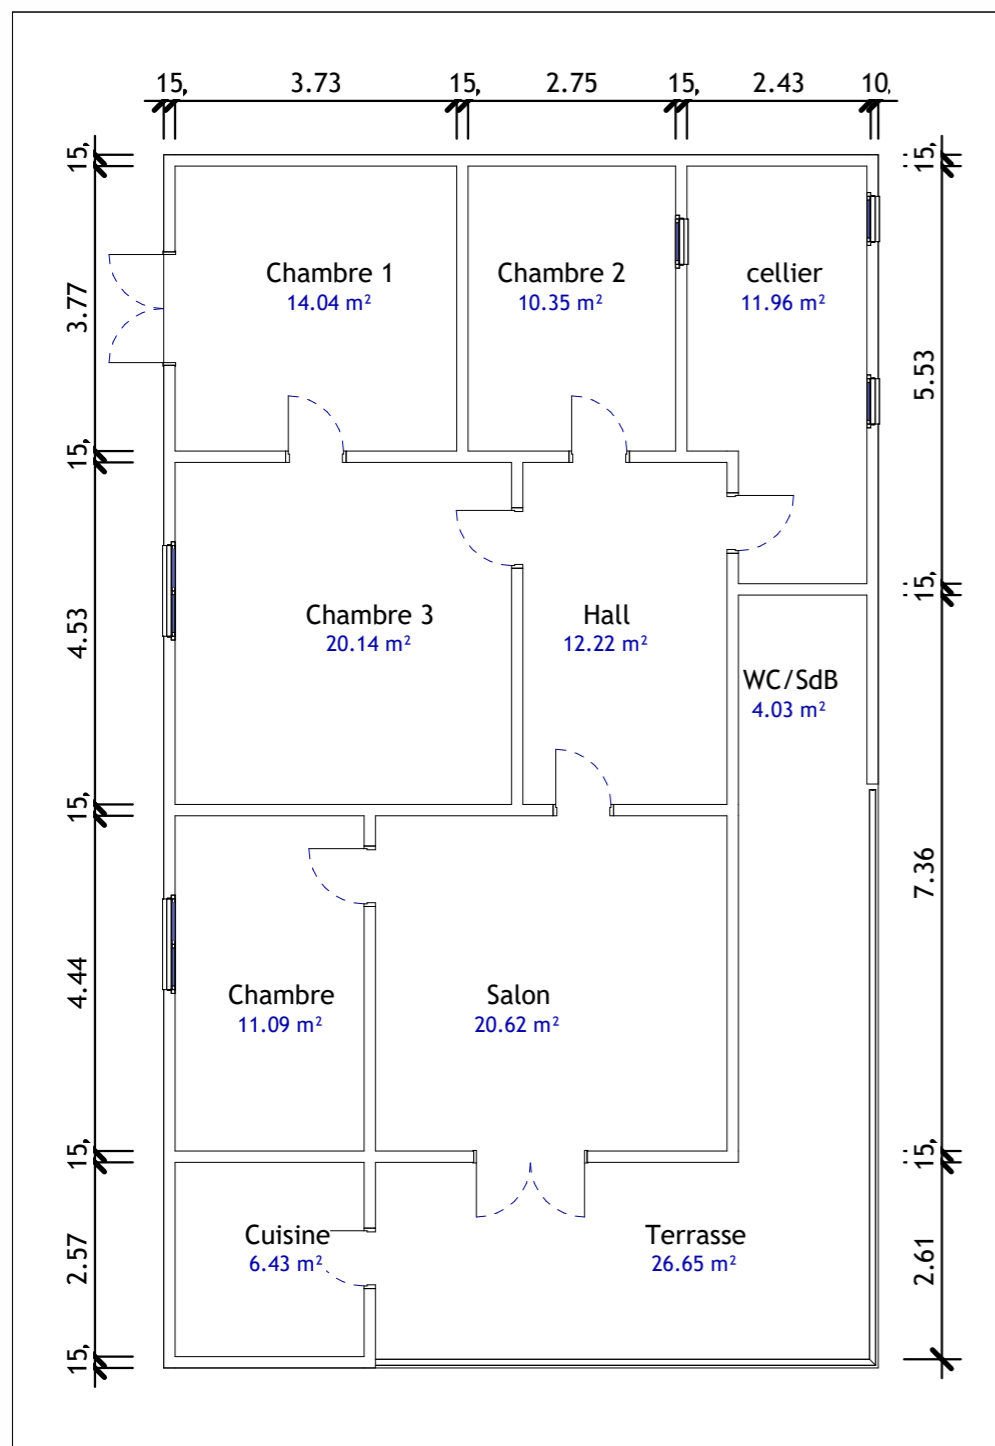 15, 3.73 15, 2.75 15, 2.43 10,
15,
15,
3.77
5.53
Chambre 1
14.04 m²
Chambre 2
10.35 m²
cellier
11.96 m²
15,
15,
4.53
Chambre 3
20.14 m²
Hall
12.22 m²
WC/SdB
4.03 m²
15,
7.36
4.44
Chambre
11.09 m²
Salon
20.62 m²
15,
15,
2.57
2.61
Cuisine
6.43 m²
Terrasse
26.65 m²
15,